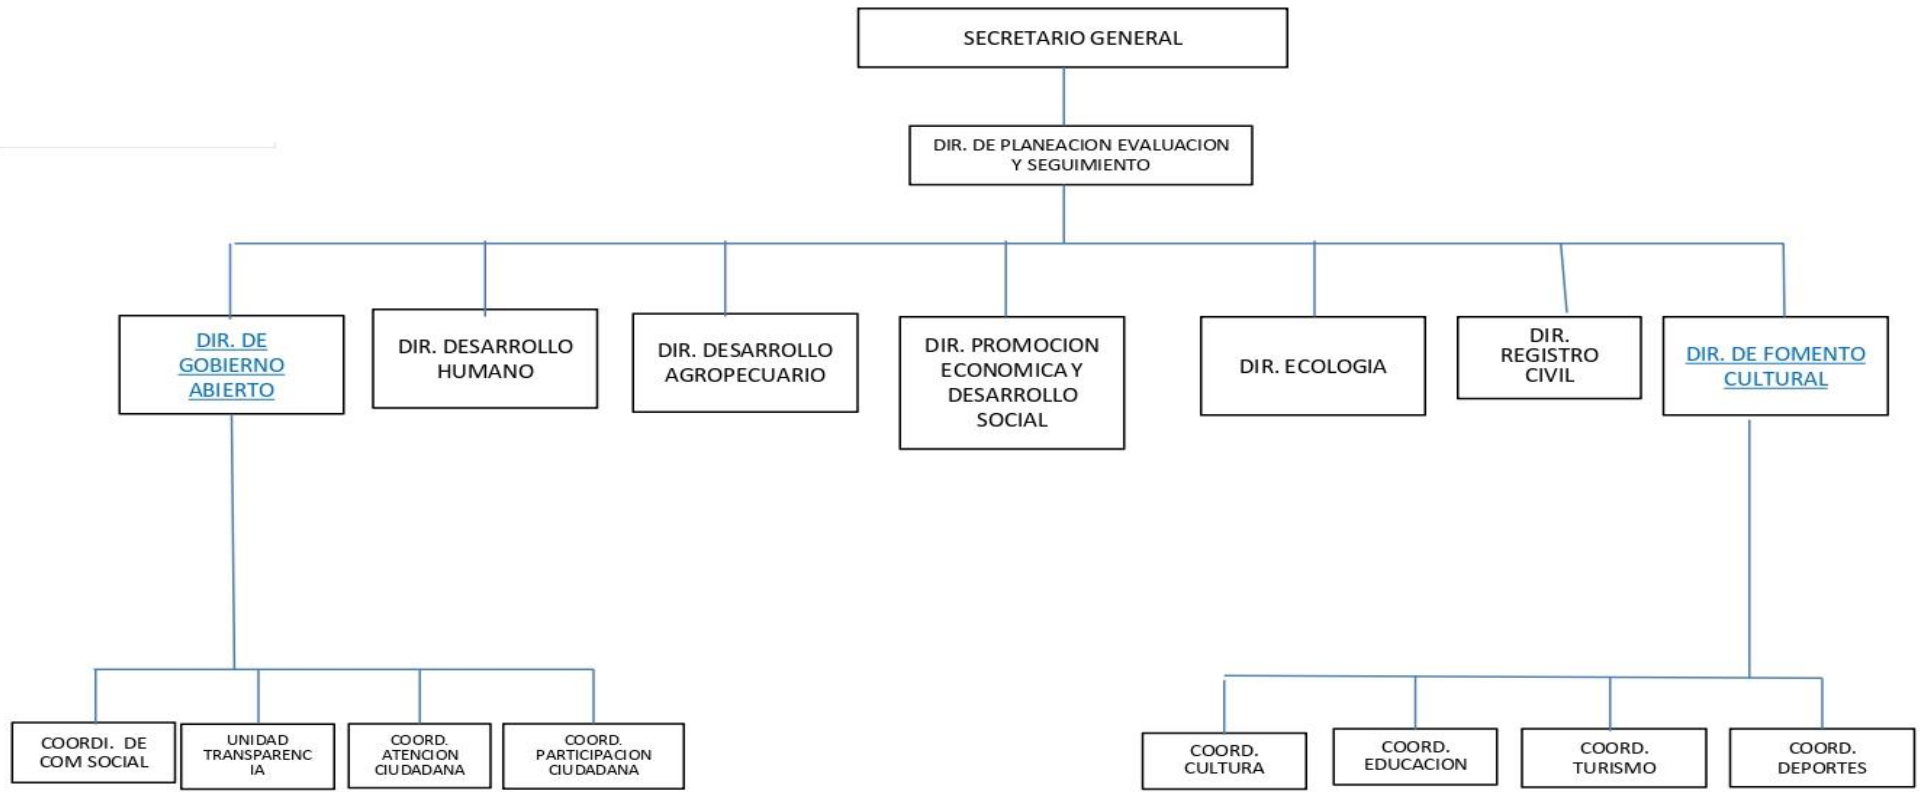 SECRETARIO GENERAL
DIR. DE PLANEACION EVALUACION
Y SEGUIMIENTO
DIR. DE
GOBIERNO
ABIERTO
DIR. DESARROLLO
HUMANO
DIR. DESARROLLO
AGROPECUARIO
DIR. PROMOCION
ECONOMICA Y
DESARROLLO
SOCIAL
DIR. ECOLOGIA
DIR.
REGISTRO
CIVIL
DIR. DE FOMENTO
CULTURAL
COORDI. DE
COM SOCIAL
UNIDAD
TRANSPARENC
IA
COORD.
ATENCION
CIUDADANA
COORD.
PARTICIPACION
CIUDADANA
COORD.
CULTURA
COORD.
EDUCACION
COORD.
TURISMO
COORD.
DEPORTES